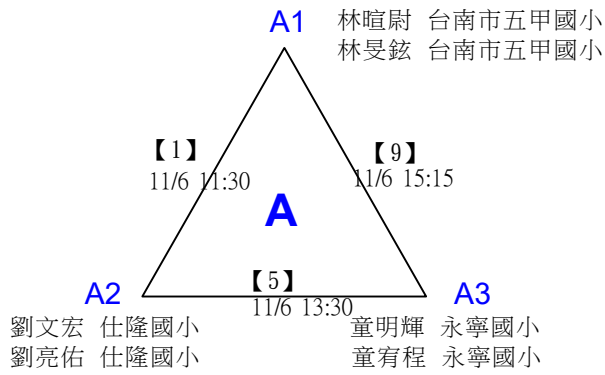 A1
林暄尉 台南市五甲國小
林旻鉉 台南市五甲國小
【1】
11/6 11:30
【9】
11/6 15:15
A
【5】
11/6 13:30
A2
劉文宏 仕隆國小
劉亮佑 仕隆國小
A3
童明輝 永寧國小
童宥程 永寧國小